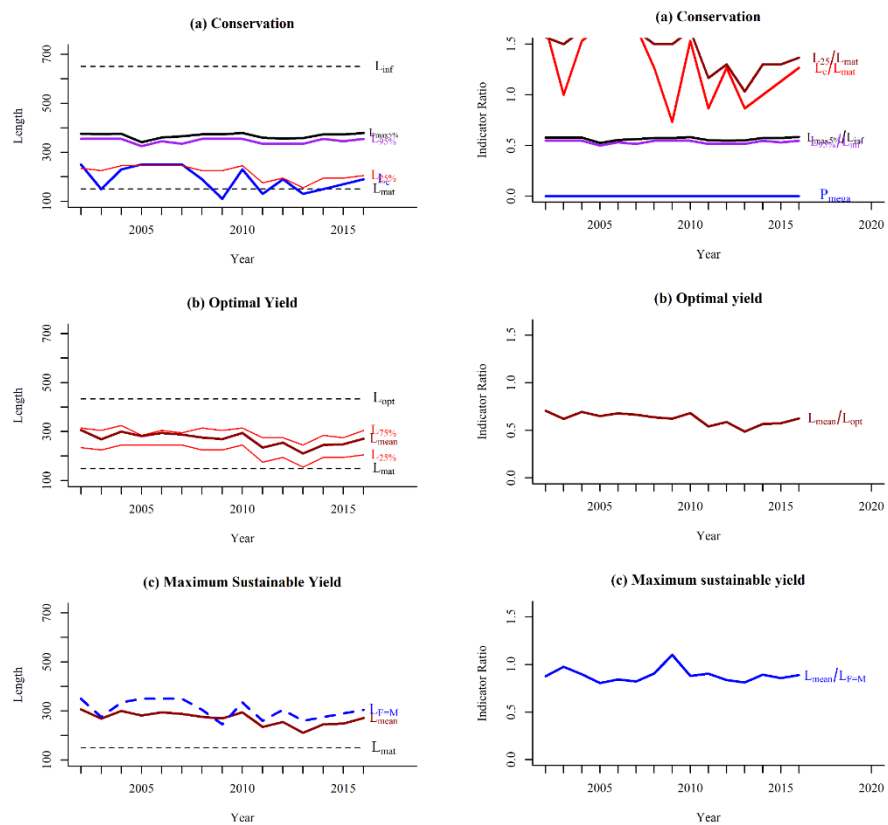 (a) Conservation
Length
700
500
300
100
L_inf
L_max5%
L_95%
L_25%
L_c
L_mat
2005
2010
2015
Year
(a) Conservation
Indicator Ratio
1.5
1.0
0.5
0.0
L_25/L_mat
L_c/L_mat
L_max5%/L_inf
L_95%/L_inf
P_mega
2005
2010
2015
2020
Year
(b) Optimal Yield
Length
700
500
300
100
L_opt
L_75%
L_mean
L_25%
L_mat
2005
2010
2015
Year
(b) Optimal yield
Indicator Ratio
1.5
1.0
0.5
0.0
L_mean/L_opt
2005
2010
2015
2020
Year
(c) Maximum Sustainable Yield
Length
700
500
300
100
L_F=M
L_mean
L_mat
2005
2010
2015
Year
(c) Maximum sustainable yield
Indicator Ratio
1.5
1.0
0.5
0.0
L_mean/L_F=M
2005
2010
2015
2020
Year